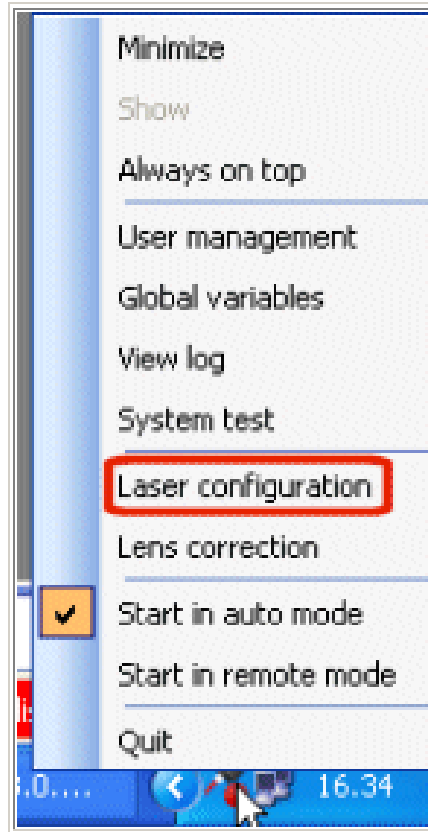 Minimize
Show
Always on top
User management
Global variables
View log
System test
Laser configuration
Lens correction
Start in auto mode
Start in remote mode
Quit
.0....
16.34